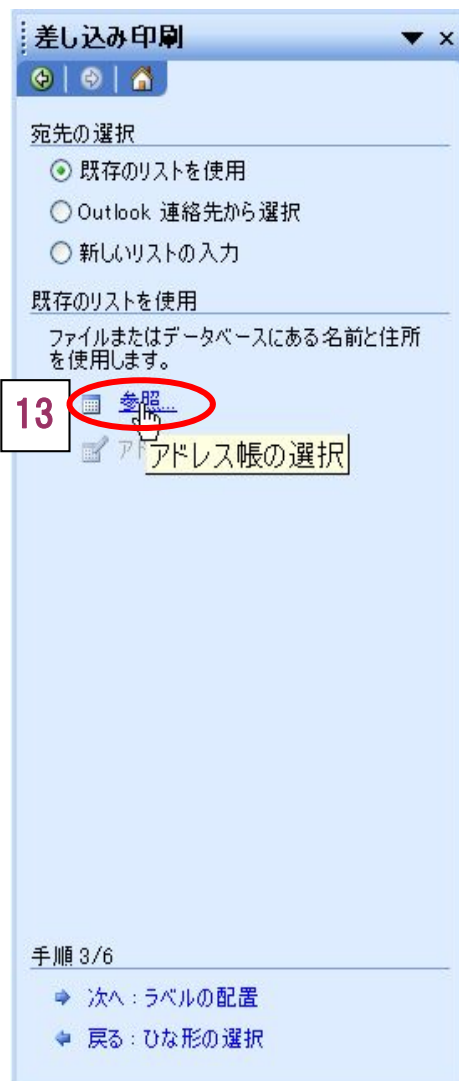 差し込み印刷
宛先の選択
既存のリストを使用
Outlook 連絡先から選択
新しいリストの入力
既存のリストを使用
ファイルまたはデータベースにある名前と住所
を使用します。
13
参照...
アド
アドレス帳の選択
手順 3/6
次へ : ラベルの配置
戻る : ひな形の選択